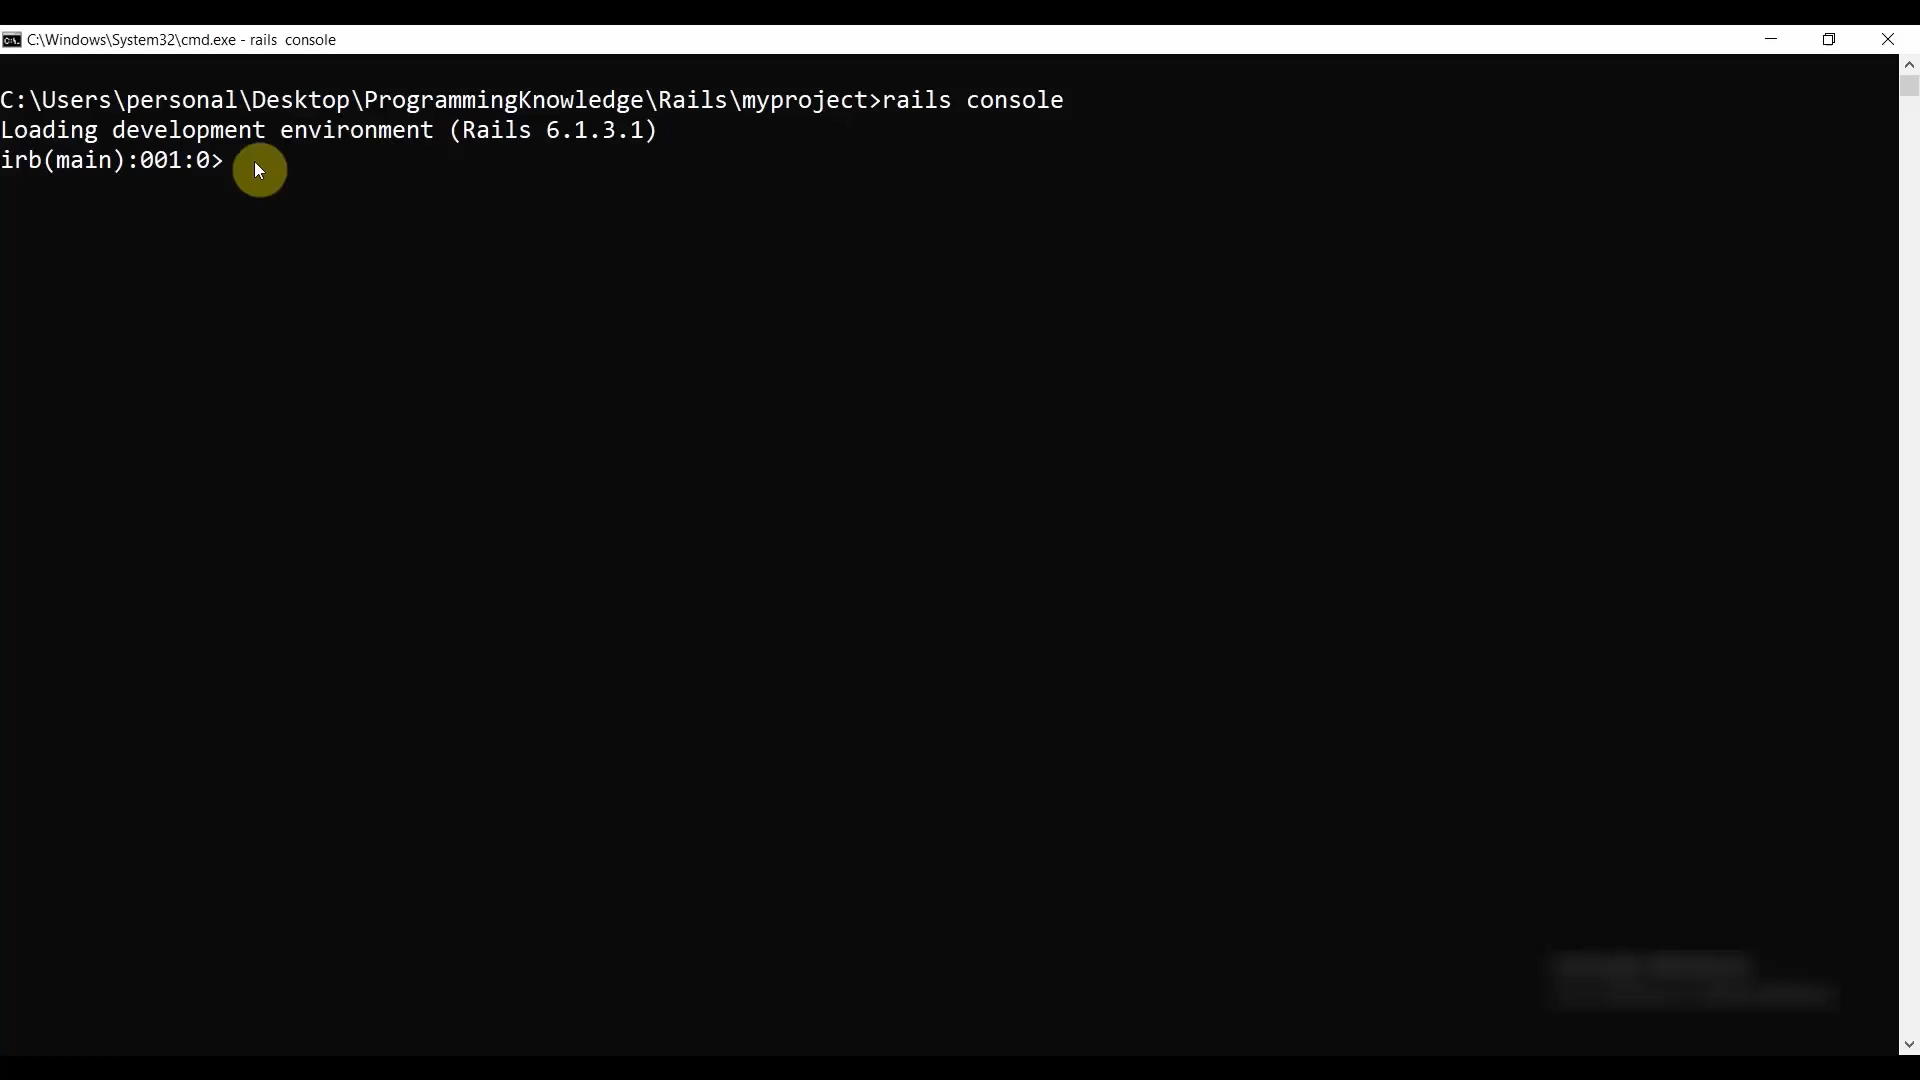 C:\Windows\System32\cmd.exe - rails  console
C:\Users\personal\Desktop\ProgrammingKnowledge\Rails\myproject>rails console
Loading development environment (Rails 6.1.3.1)
irb(main):001:0>